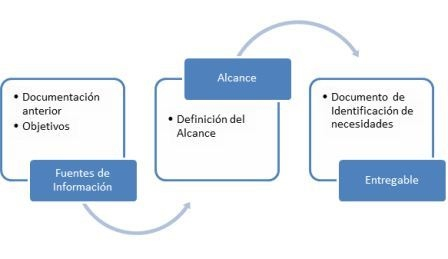 • Documentación
anterior
• Objetivos
Fuentes de
Información
Alcance
• Definición del
Alcance
• Documento de
Identificación de
necesidades
Entregable